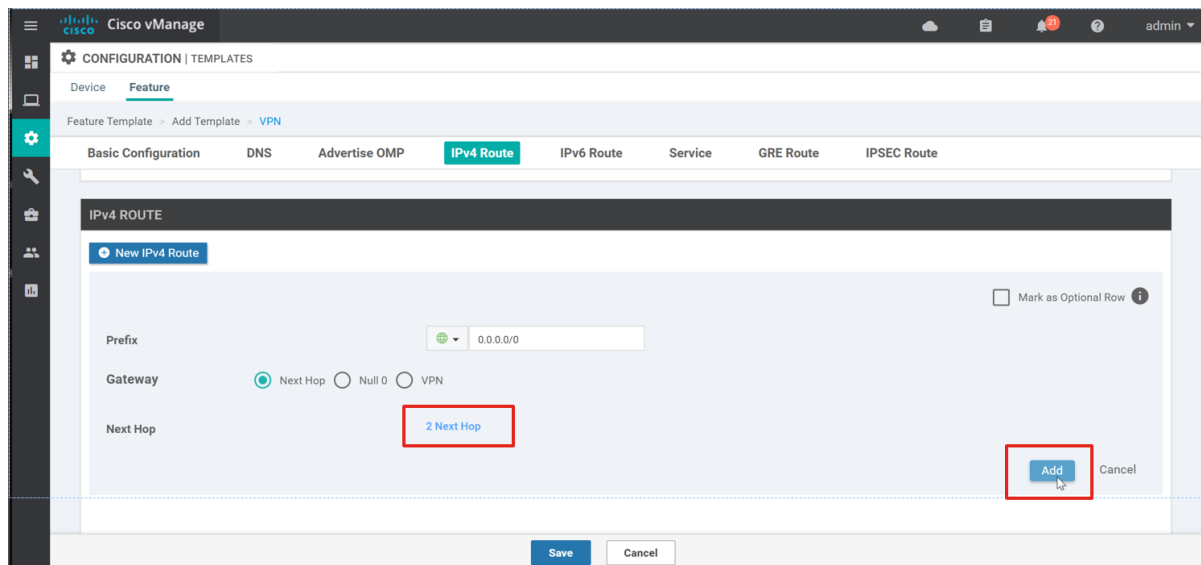 cisco Cisco vManage 21 admin
CONFIGURATION | TEMPLATES
Device Feature
Feature Template > Add Template > VPN
Basic Configuration DNS Advertise OMP IPv4 Route IPv6 Route Service GRE Route IPSEC Route
IPv4 ROUTE
New IPv4 Route
Mark as Optional Row
Prefix 0.0.0.0/0
Gateway Next Hop Null 0 VPN
Next Hop 2 Next Hop
Add Cancel
Save Cancel